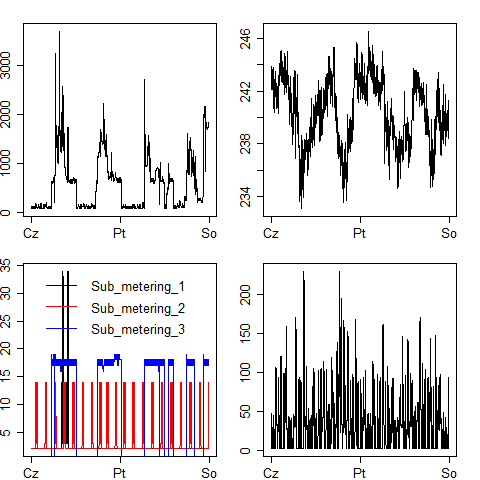 3000
2000
1000
0
Cz Pt So
246
242
238
234
Cz Pt So
35
30
25
20
15
10
5
Sub_metering_1
Sub_metering_2
Sub_metering_3
Cz Pt So
200
150
100
50
0
Cz Pt So